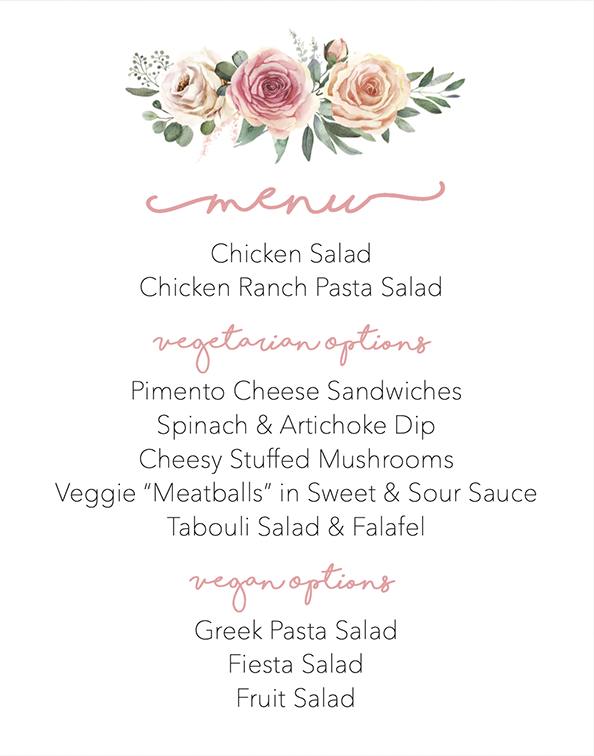 menu
Chicken Salad
Chicken Ranch Pasta Salad
vegetarian options
Pimento Cheese Sandwiches
Spinach & Artichoke Dip
Cheesy Stuffed Mushrooms
Veggie “Meatballs” in Sweet & Sour Sauce
Tabouli Salad & Falafel
vegan options
Greek Pasta Salad
Fiesta Salad
Fruit Salad